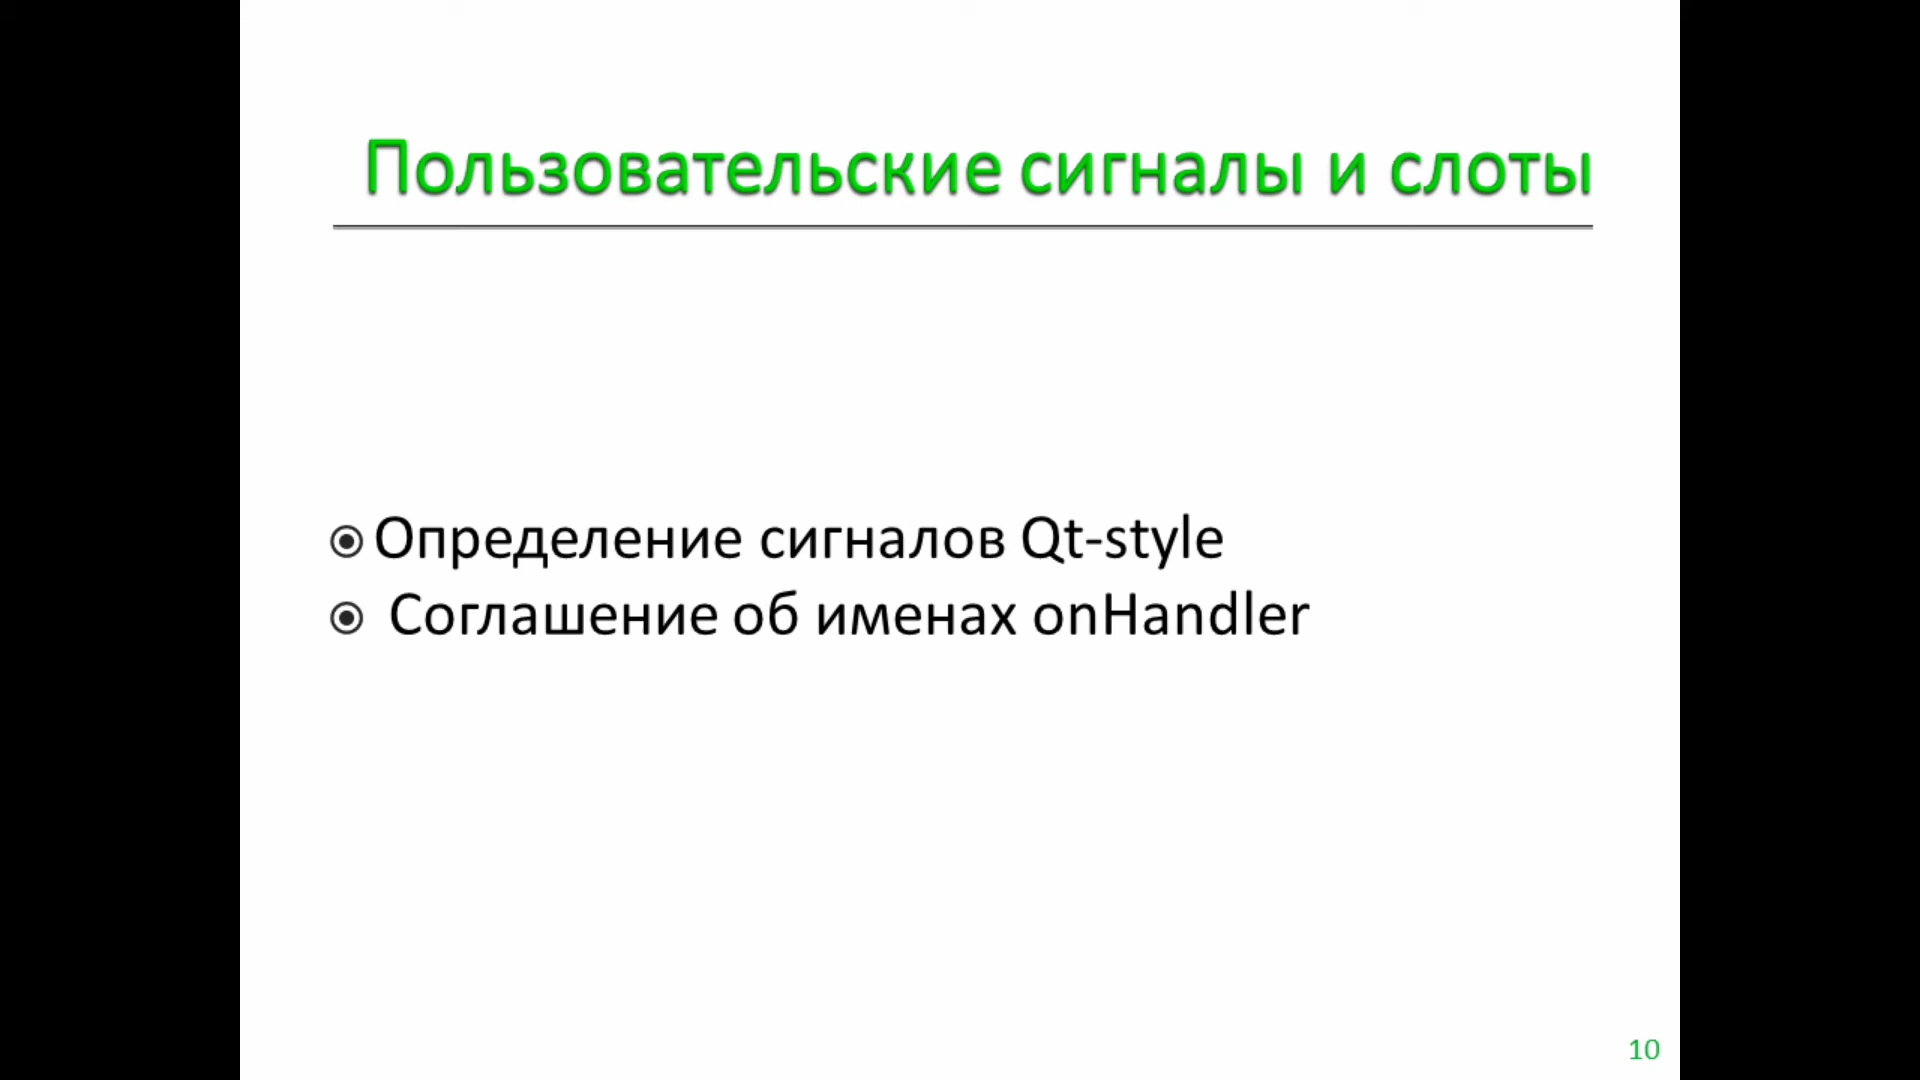 Пользовательские сигналы и слоты
Определение сигналов Qt-style
Соглашение об именах onHandler
10